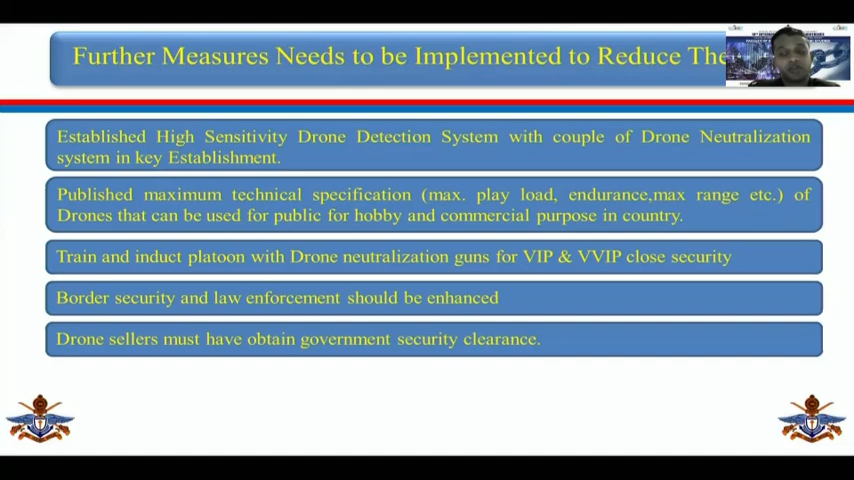 Further Measures Needs to be Implemented to Reduce The
Established High Sensitivity Drone Detection System with couple of Drone Neutralization
system in key Establishment.
Published maximum technical specification (max. play load, endurance,max range etc.) of
Drones that can be used for public for hobby and commercial purpose in country.
Train and induct platoon with Drone neutralization guns for VIP & VVIP close security
Border security and law enforcement should be enhanced
Drone sellers must have obtain government security clearance.